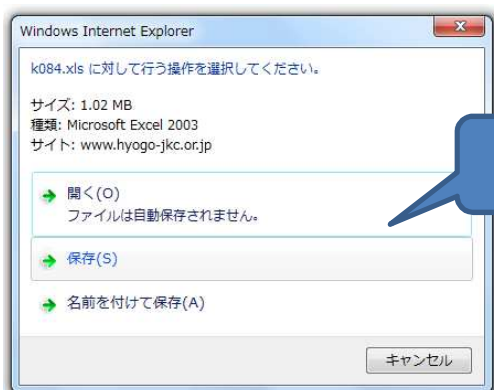 Windows Internet Explorer
k084.xls に対して行う操作を選択してください。
サイズ: 1.02 MB
種類: Microsoft Excel 2003
サイト: www.hyogo-jkc.or.jp
開く(O)
ファイルは自動保存されません。
保存(S)
名前を付けて保存(A)
キャンセル